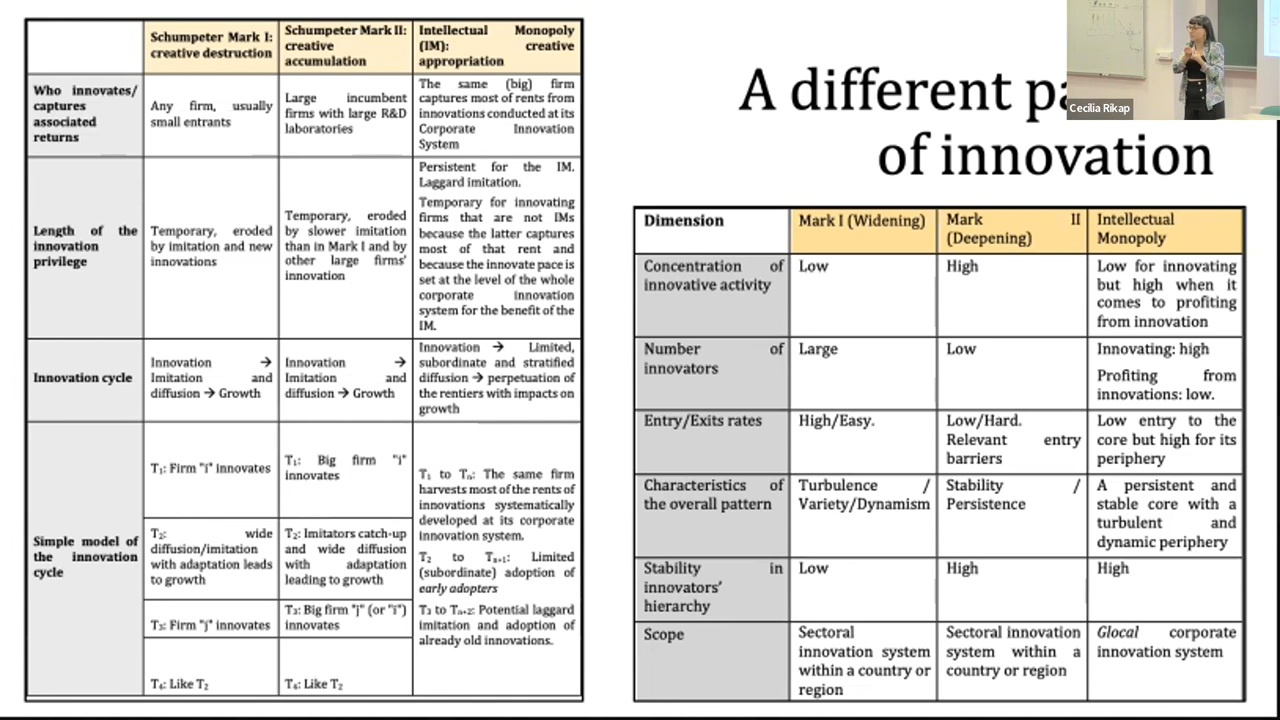 Schumpeter Mark I:
creative destruction
Schumpeter Mark II:
creative
accumulation
Intellectual Monopoly
(IM): creative
appropriation
Who innovates/
captures
associated
returns
Any firm, usually
small entrants
Large incumbent
firms with large R&D
laboratories
The same (big) firm
captures most of rents from
innovations conducted at its
Corporate Innovation
System
Length of the
innovation
privilege
Temporary, eroded
by imitation and new
innovations
Temporary, eroded
by slower imitation
than in Mark I and by
other large firms'
innovation
Persistent for the IM.
Laggard imitation.
Temporary for innovating
firms that are not IMs
because the latter captures
most of that rent and
because the innovate pace is
set at the level of the whole
corporate innovation
system for the benefit of the
IM.
Innovation cycle
Innovation →
Imitation and
diffusion → Growth
Innovation →
Imitation and
diffusion → Growth
Innovation → Limited,
subordinate and stratified
diffusion → perpetuation of
the rentiers with impacts on
growth
Simple model of
the innovation
cycle
T₁: Firm "i" innovates
T₁: Big firm "i"
innovates
T₁ to Tₙ: The same firm
harvests most of the rents of
innovations systematically
developed at its corporate
innovation system.
T₂ to Tₙ₊₁: Limited
(subordinate) adoption of
early adopters
T₃ to Tₙ₊₂: Potential laggard
imitation and adoption of
already old innovations.
T₂: wide
diffusion/imitation
with adaptation leads
to growth
T₂: Imitators catch-up
and wide diffusion
with adaptation
leading to growth
T₃: Firm "j" innovates
T₃: Big firm "j" (or "i")
innovates
T₄: Like T₂
T₄: Like T₂
A different pa
of innovation
Cecilia Rikap
Dimension
Mark I (Widening)
Mark II
(Deepening)
Intellectual
Monopoly
Concentration of
innovative activity
Low
High
Low for innovating
but high when it
comes to profiting
from innovation
Number of
innovators
Large
Low
Innovating: high
Profiting from
innovations: low.
Entry/Exits rates
High/Easy.
Low/Hard.
Relevant entry
barriers
Low entry to the
core but high for its
periphery
Characteristics of
the overall pattern
Turbulence /
Variety/Dynamism
Stability /
Persistence
A persistent and
stable core with a
turbulent and
dynamic periphery
Stability in
innovators'
hierarchy
Low
High
High
Scope
Sectoral
innovation system
within a country or
region
Sectoral innovation
system within a
country or region
Glocal corporate
innovation system